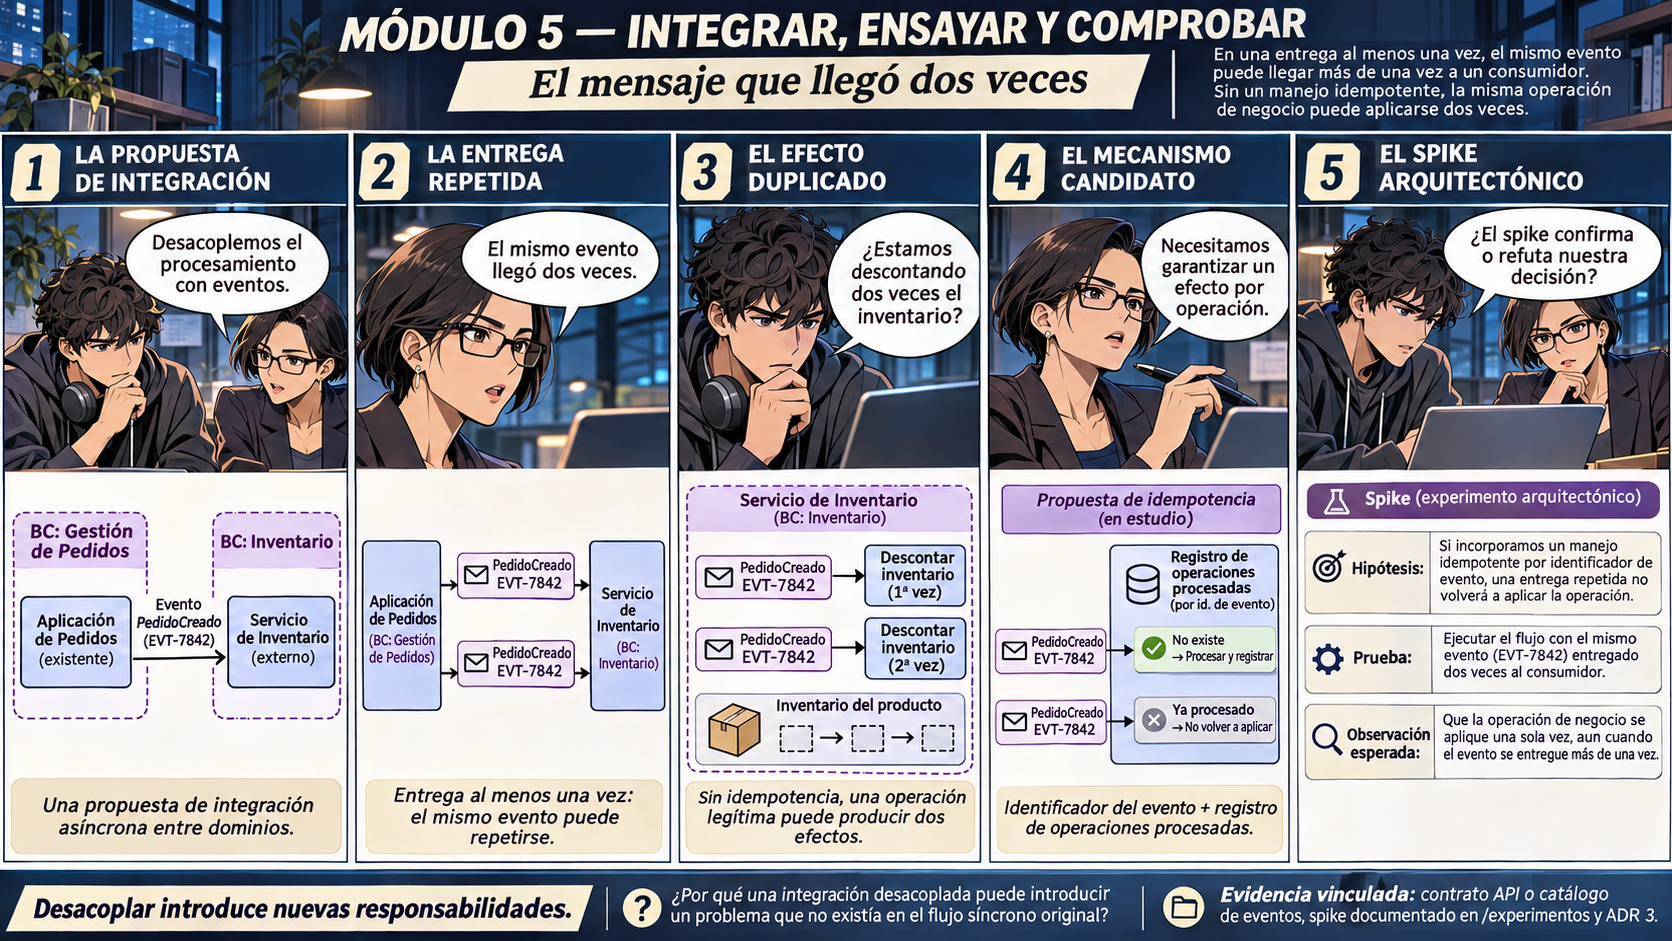 MÓDULO 5 — INTEGRAR, ENSAYAR Y COMPROBAR
El mensaje que llegó dos veces
En una entrega al menos una vez, el mismo evento
puede llegar más de una vez a un consumidor.
Sin un manejo idempotente, la misma operación
de negocio puede aplicarse dos veces.
1
LA PROPUESTA
DE INTEGRACIÓN
Desacoplemos el
procesamiento
con eventos.
BC: Gestión
de Pedidos
BC: Inventario
Aplicación
de Pedidos
(existente)
Evento
PedidoCreado
(EVT-7842)
Servicio
de Inventario
(externo)
Una propuesta de integración
asíncrona entre dominios.
2
LA ENTREGA
REPETIDA
El mismo evento
llegó dos veces.
Aplicación
de Pedidos
(BC: Gestión
de Pedidos)
PedidoCreado
EVT-7842
PedidoCreado
EVT-7842
Servicio
de
Inventario
(BC:
Inventario)
Entrega al menos una vez:
el mismo evento puede
repetirse.
3
EL EFECTO
DUPLICADO
¿Estamos
descontando
dos veces el
inventario?
Servicio de Inventario
(BC: Inventario)
PedidoCreado
EVT-7842
Descontar
inventario
(1ª vez)
PedidoCreado
EVT-7842
Descontar
inventario
(2ª vez)
Inventario del producto
Sin idempotencia, una operación
legítima puede producir dos
efectos.
4
EL MECANISMO
CANDIDATO
Necesitamos
garantizar un
efecto por
operación.
Propuesta de idempotencia
(en estudio)
Registro de
operaciones
procesadas
(por id. de evento)
PedidoCreado
EVT-7842
No existe
→ Procesar y registrar
PedidoCreado
EVT-7842
Ya procesado
→ No volver a aplicar
Identificador del evento + registro
de operaciones procesadas.
5
EL SPIKE
ARQUITECTÓNICO
¿El spike confirma
o refuta nuestra
decisión?
Spike (experimento arquitectónico)
Hipótesis:
Si incorporamos un manejo
idempotente por identificador de
evento, una entrega repetida no
volverá a aplicar la operación.
Prueba:
Ejecutar el flujo con el mismo
evento (EVT-7842) entregado
dos veces al consumidor.
Observación
esperada:
Que la operación de negocio se
aplique una sola vez, aun cuando
el evento se entregue más de una vez.
Desacoplar introduce nuevas responsabilidades.
?
¿Por qué una integración desacoplada puede introducir
un problema que no existía en el flujo síncrono original?
Evidencia vinculada: contrato API o catálogo
de eventos, spike documentado en /experimentos y ADR 3.